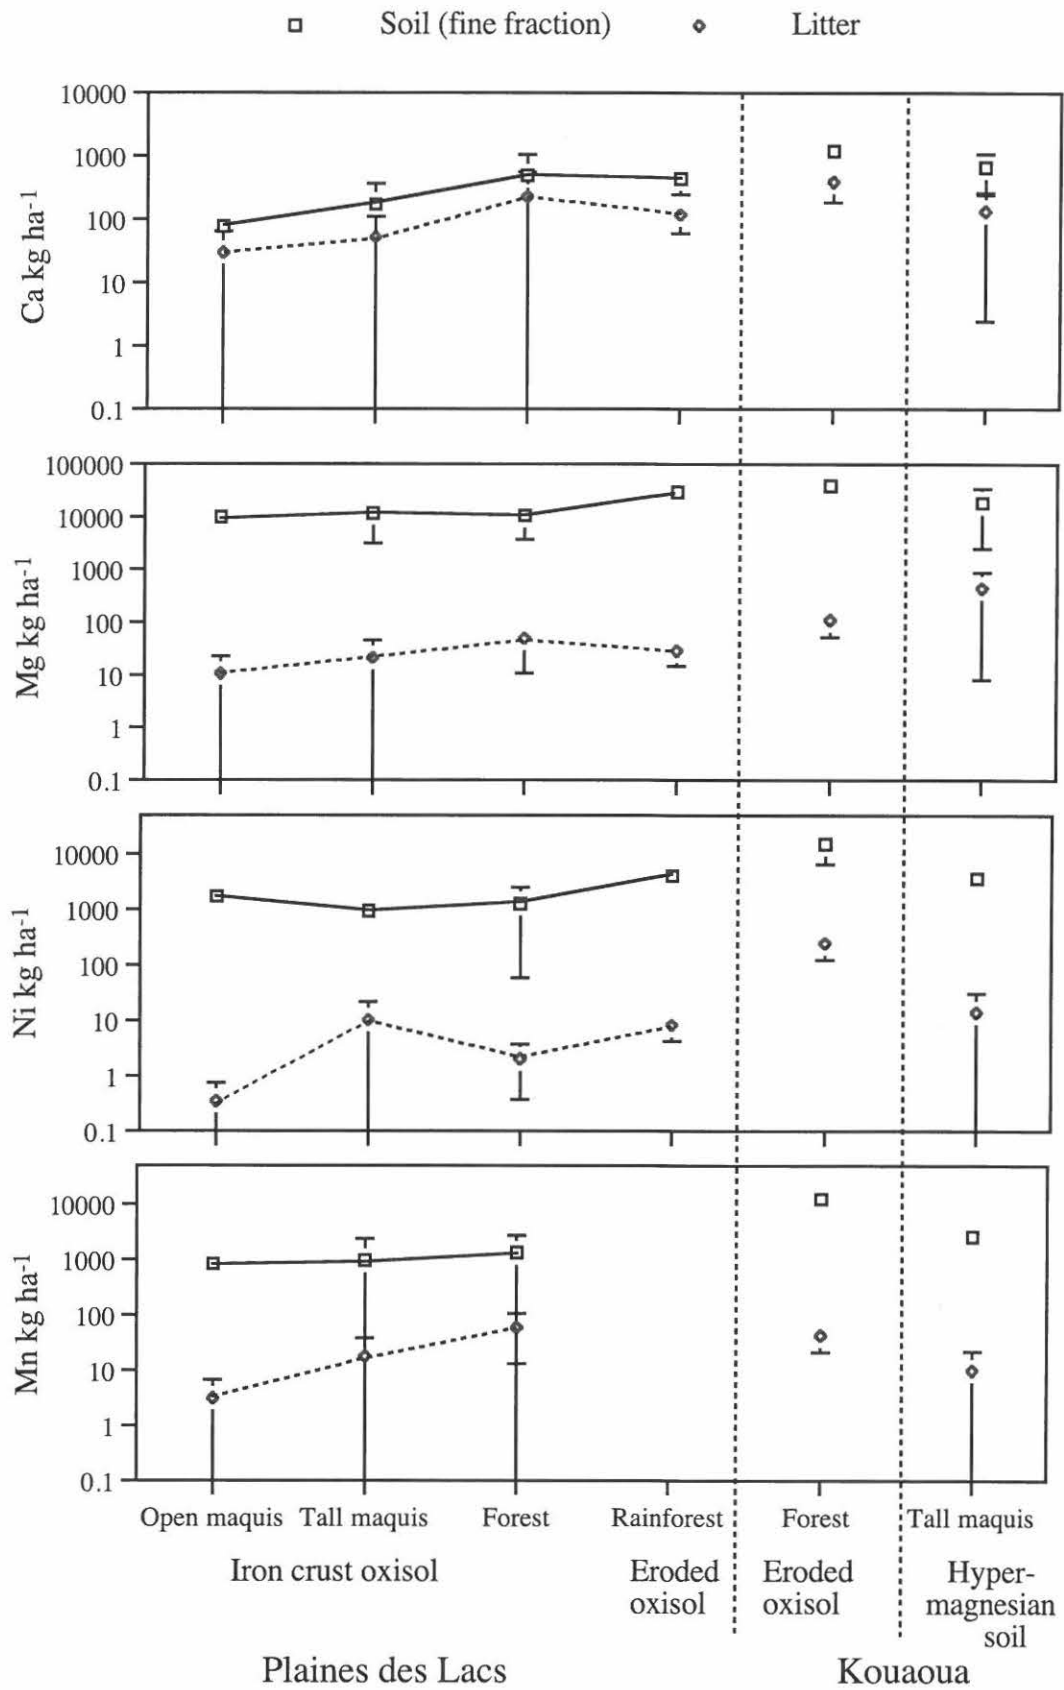 Soil (fine fraction) Litter
10000
1000
100
10
1
0.1
Ca kg ha⁻¹
100000
10000
1000
100
10
1
0.1
Mg kg ha⁻¹
10000
1000
100
10
1
0.1
Ni kg ha⁻¹
10000
1000
100
10
1
0.1
Mn kg ha⁻¹
Open maquis Tall maquis Forest Rainforest Forest Tall maquis
Iron crust oxisol
Eroded
oxisol
Eroded
oxisol
Hyper-
magnesian
soil
Plaines des Lacs Kouaoua